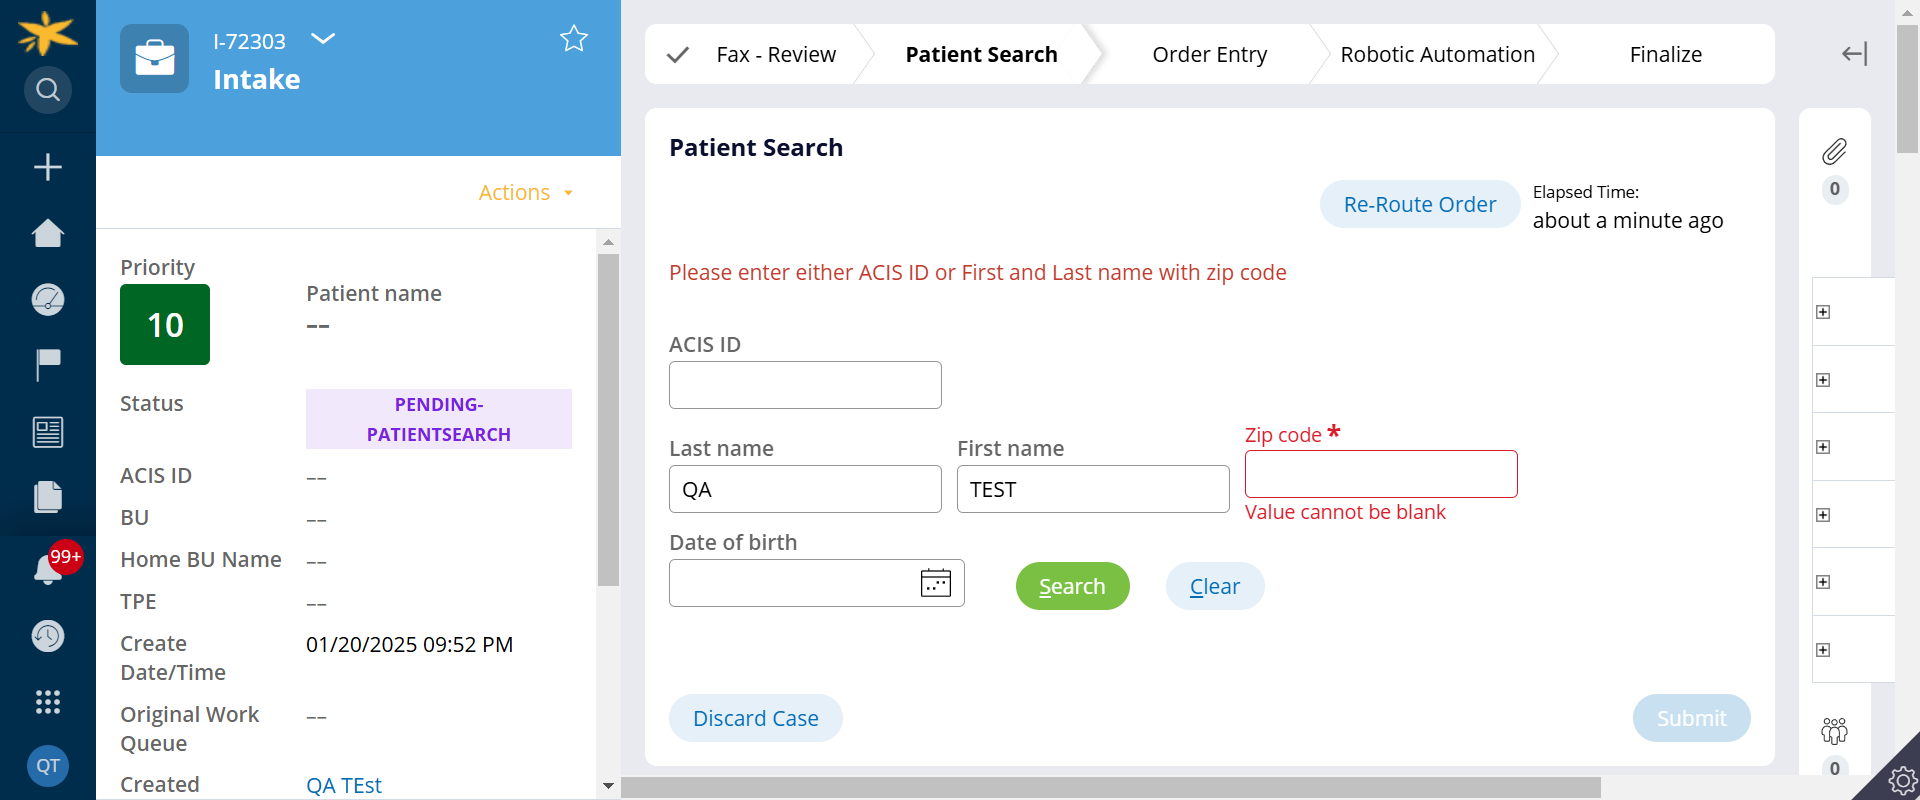 I-72303
Intake
Actions
Priority
10
Patient name
--
Status
PENDING-
PATIENTSEARCH
ACIS ID
--
BU
--
Home BU Name
--
TPE
--
Create
Date/Time
01/20/2025 09:52 PM
Original Work
Queue
--
Created
QA TEst
99+
QT
Fax - Review
Patient Search
Order Entry
Robotic Automation
Finalize
Patient Search
Re-Route Order
Elapsed Time:
about a minute ago
Please enter either ACIS ID or First and Last name with zip code
ACIS ID
Last name
First name
Zip code *
QA
TEST
Value cannot be blank
Date of birth
Search
Clear
Discard Case
Submit
0
0